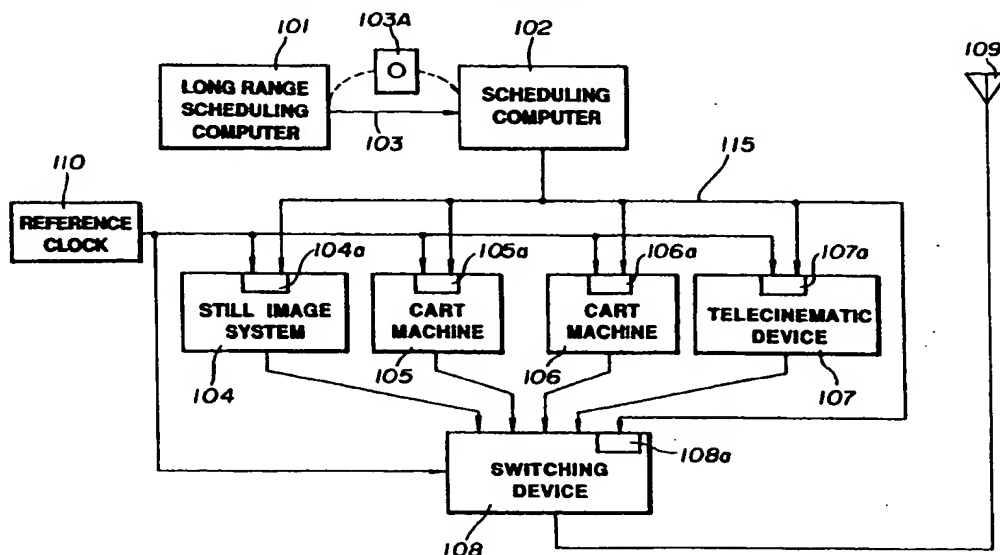 103A
101
102
109
LONG RANGE
SCHEDULING
COMPUTER
SCHEDULING
COMPUTER
103
115
110
REFERENCE
CLOCK
104a
105a
106a
107a
STILL IMAGE
SYSTEM
CART
MACHINE
CART
MACHINE
TELECINEMATIC
DEVICE
104
105
106
107
108a
SWITCHING
DEVICE
108